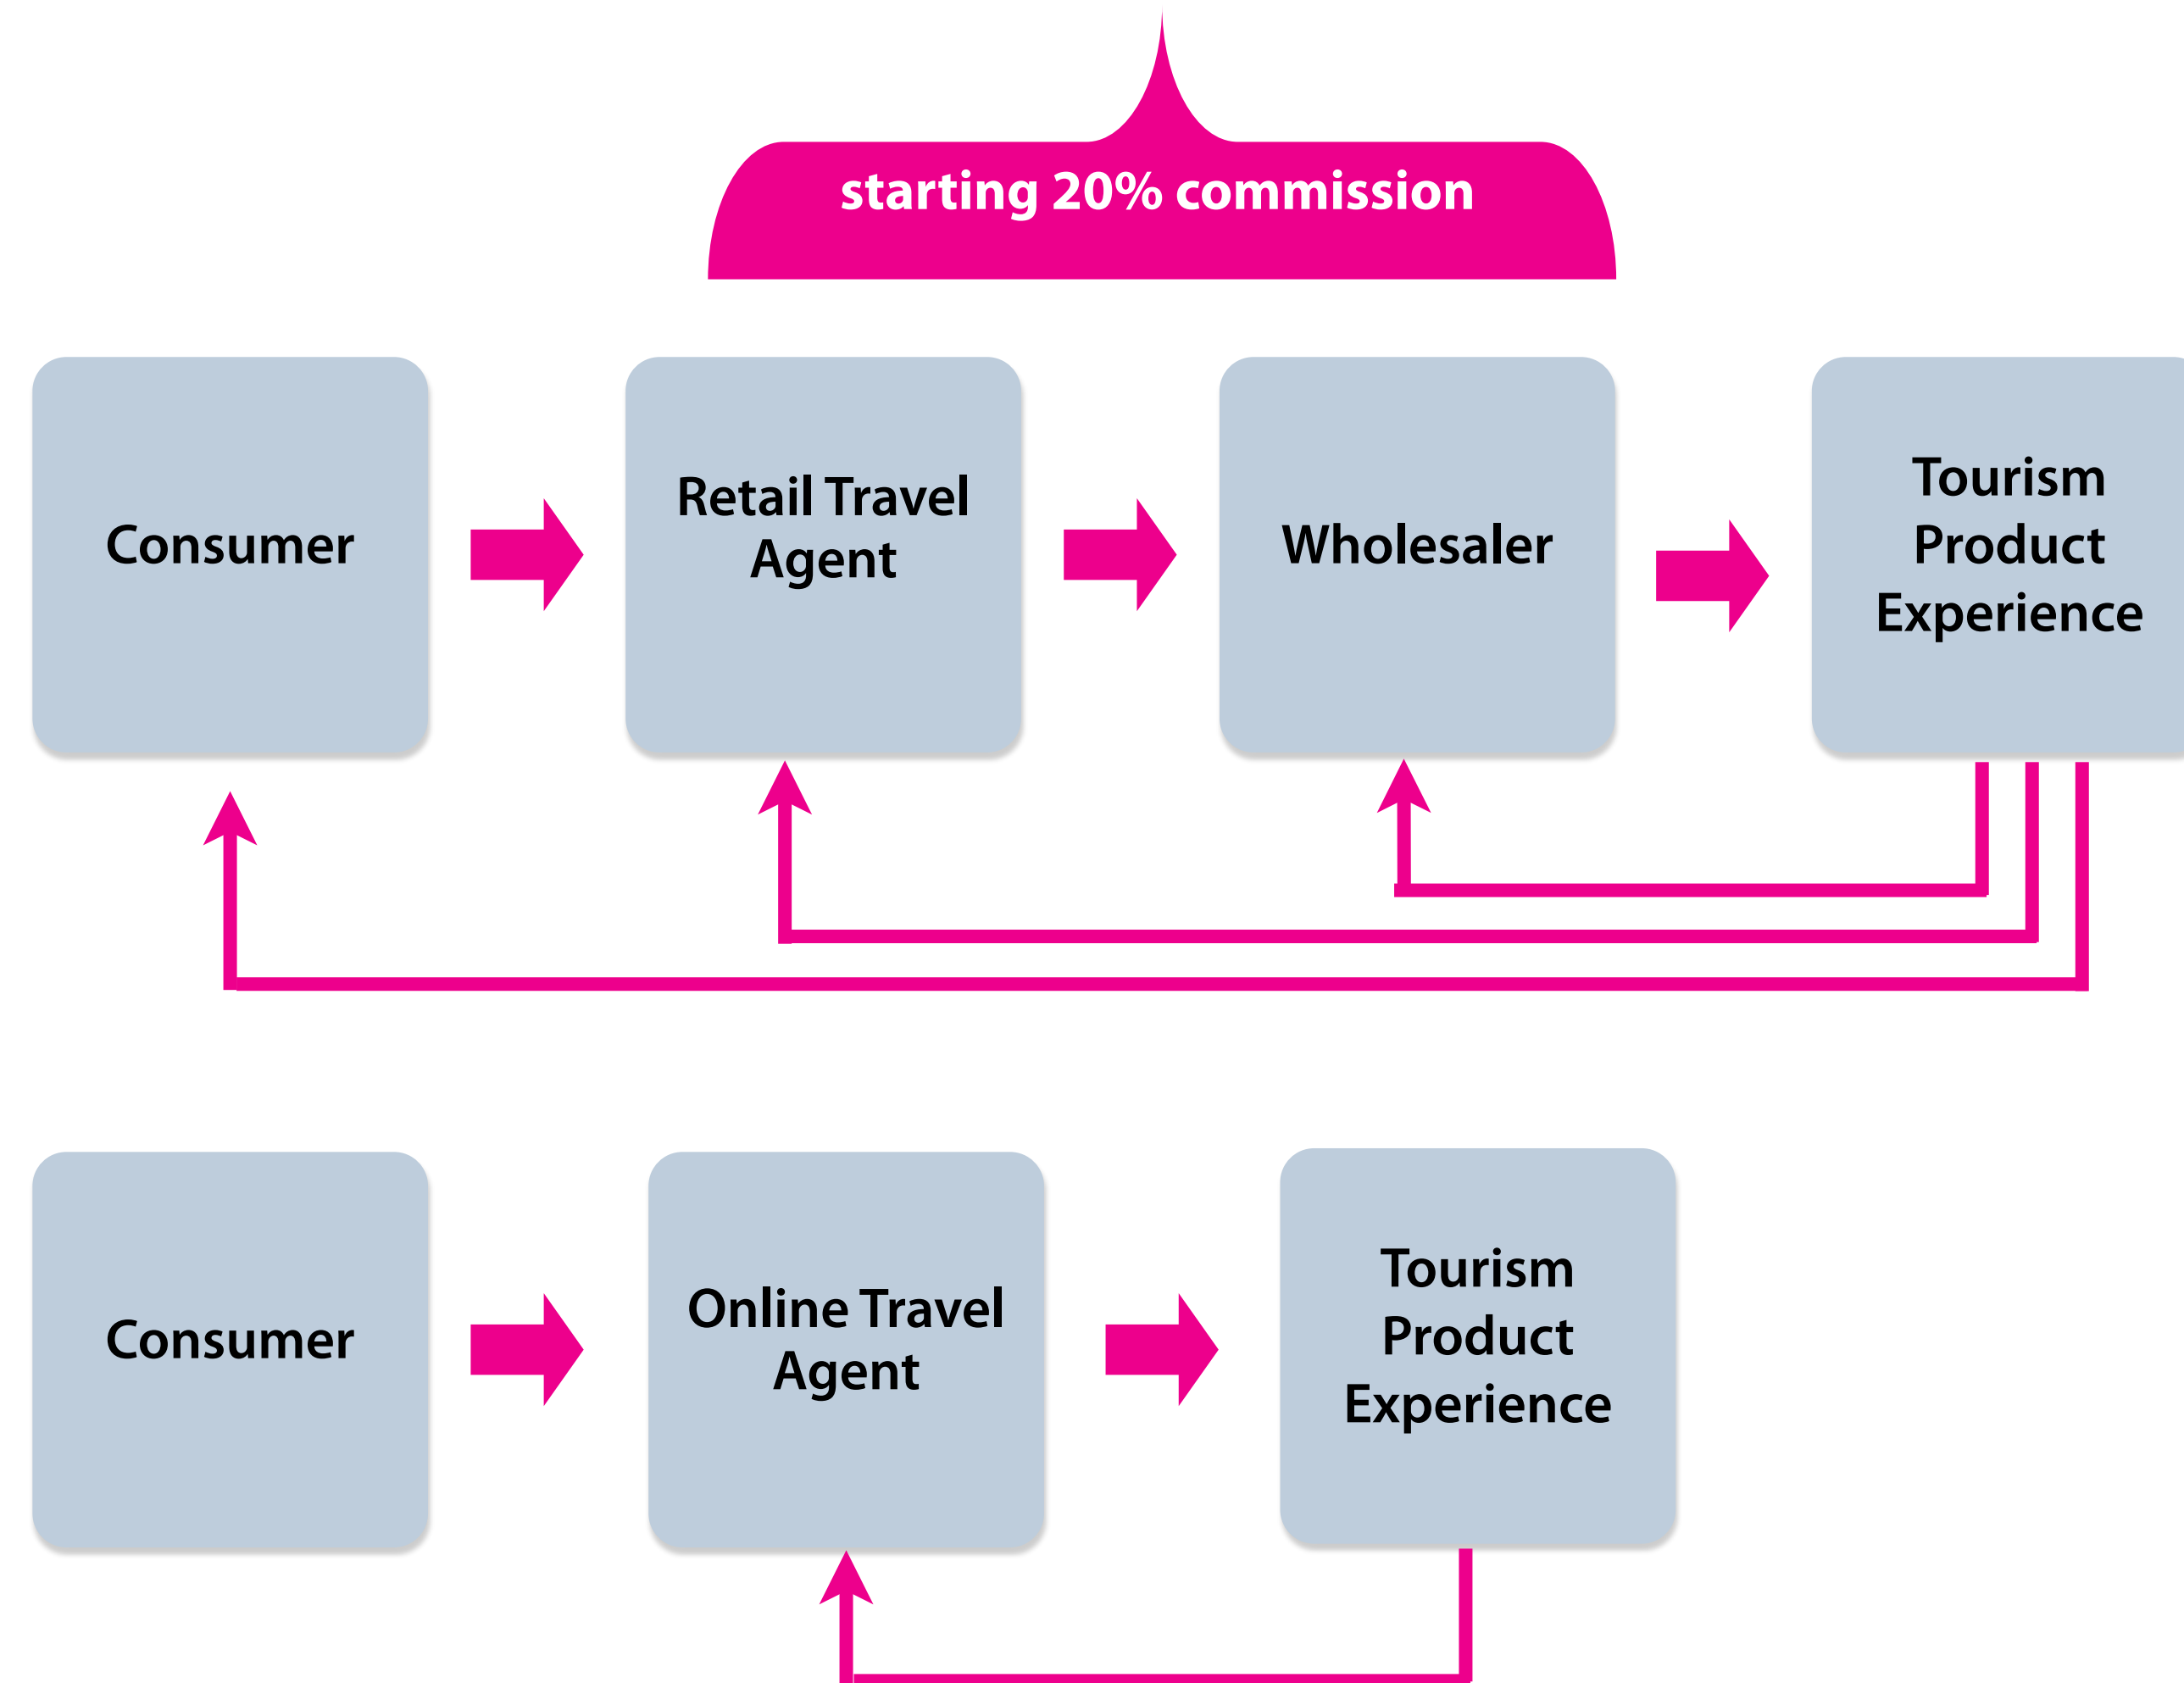 starting 20% commission
Consumer
Retail Travel
Agent
Wholesaler
Tourism
Product
Experience
Consumer
Online Travel
Agent
Tourism
Product
Experience